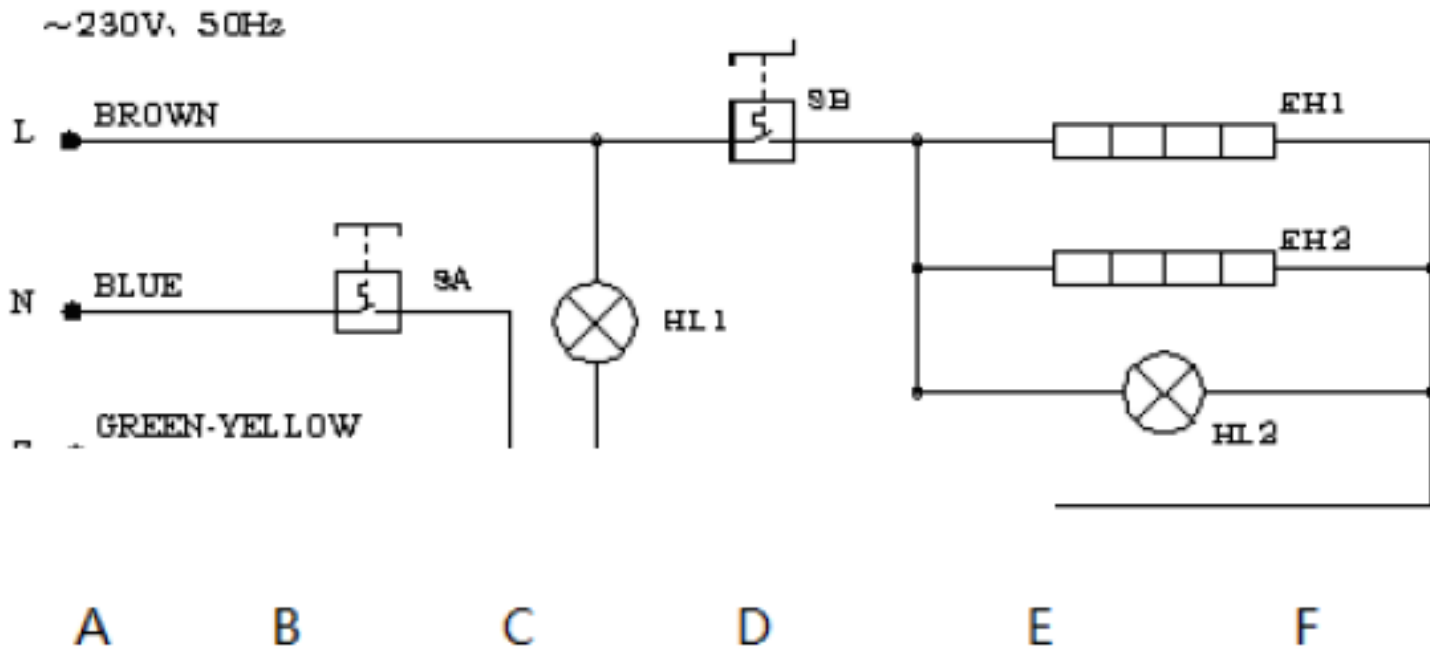 ~230V、50Hz
L BROWN
SB
EH1
EH2
N BLUE
SA
HL1
GREEN-YELLOW
HL2
A B C D E F